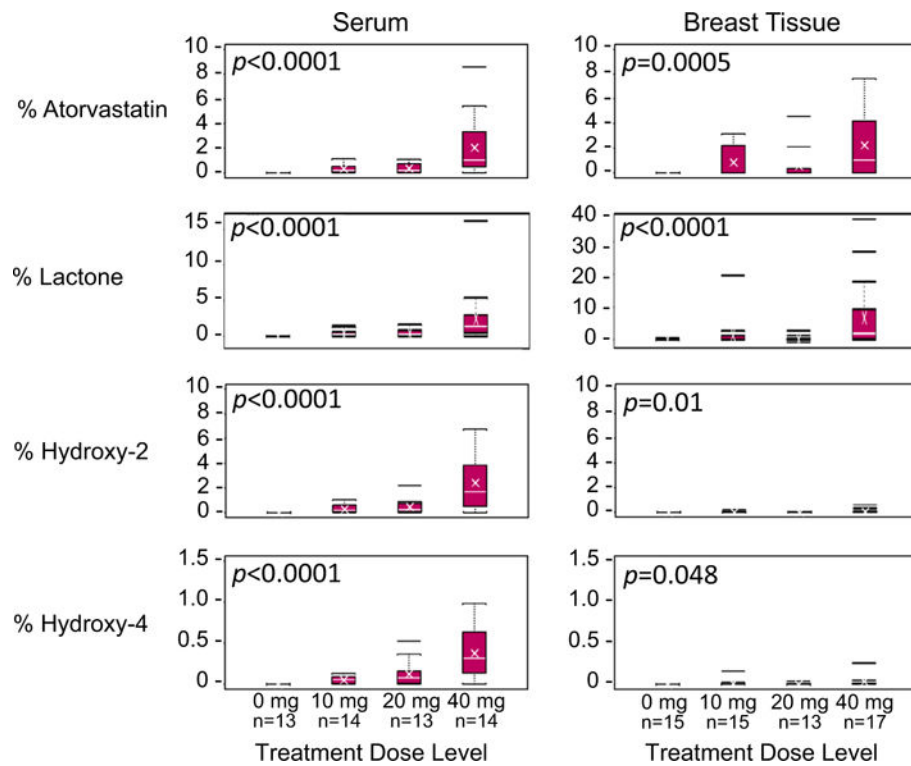 Serum
Breast Tissue
% Atorvastatin
10
8
6
4
2
0
p<0.0001
10
8
6
4
2
0
p=0.0005
% Lactone
15
10
5
0
p<0.0001
40
30
20
10
0
p<0.0001
% Hydroxy-2
10
8
6
4
2
0
p<0.0001
10
8
6
4
2
0
p=0.01
% Hydroxy-4
1.5
1.0
0.5
0
p<0.0001
1.5
1.0
0.5
0
p=0.048
0 mg 10 mg 20 mg 40 mg
n=13 n=14 n=13 n=14
Treatment Dose Level
0 mg 10 mg 20 mg 40 mg
n=15 n=15 n=13 n=17
Treatment Dose Level